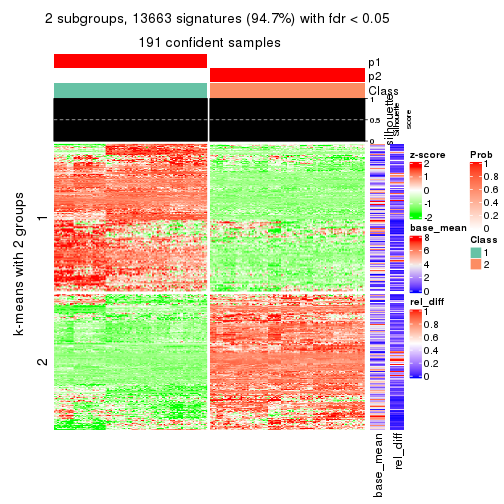 2 subgroups, 13663 signatures (94.7%) with fdr < 0.05
191 confident samples
p1
p2
Class
1
0.5
0
silhouette
Silhouette
score
k-means with 2 groups
1
2
base_mean
rel_diff
z-score
2
1
0
-1
-2
base_mean
8
6
4
2
0
rel_diff
1
0.8
0.6
0.4
0.2
0
Prob
1
0.8
0.6
0.4
0.2
0
Class
1
2